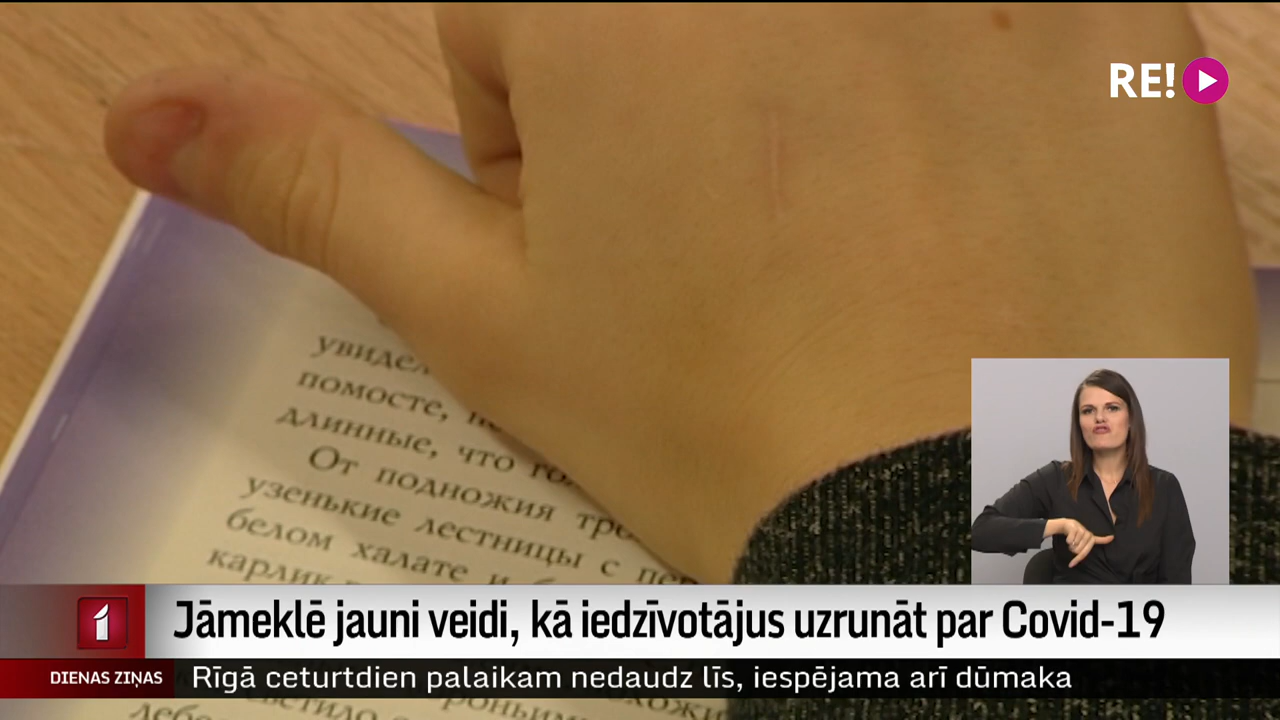 RE!
помосте,
длинные, что
От подножия
узенькие лестницы с
белом халате и
карлик
1
Jāmeklē jauni veidi, kā iedzīvotājus uzrunāt par Covid-19
DIENAS ZIŅAS
Rīgā ceturtdien palaikam nedaudz līs, iespējama arī dūmaka